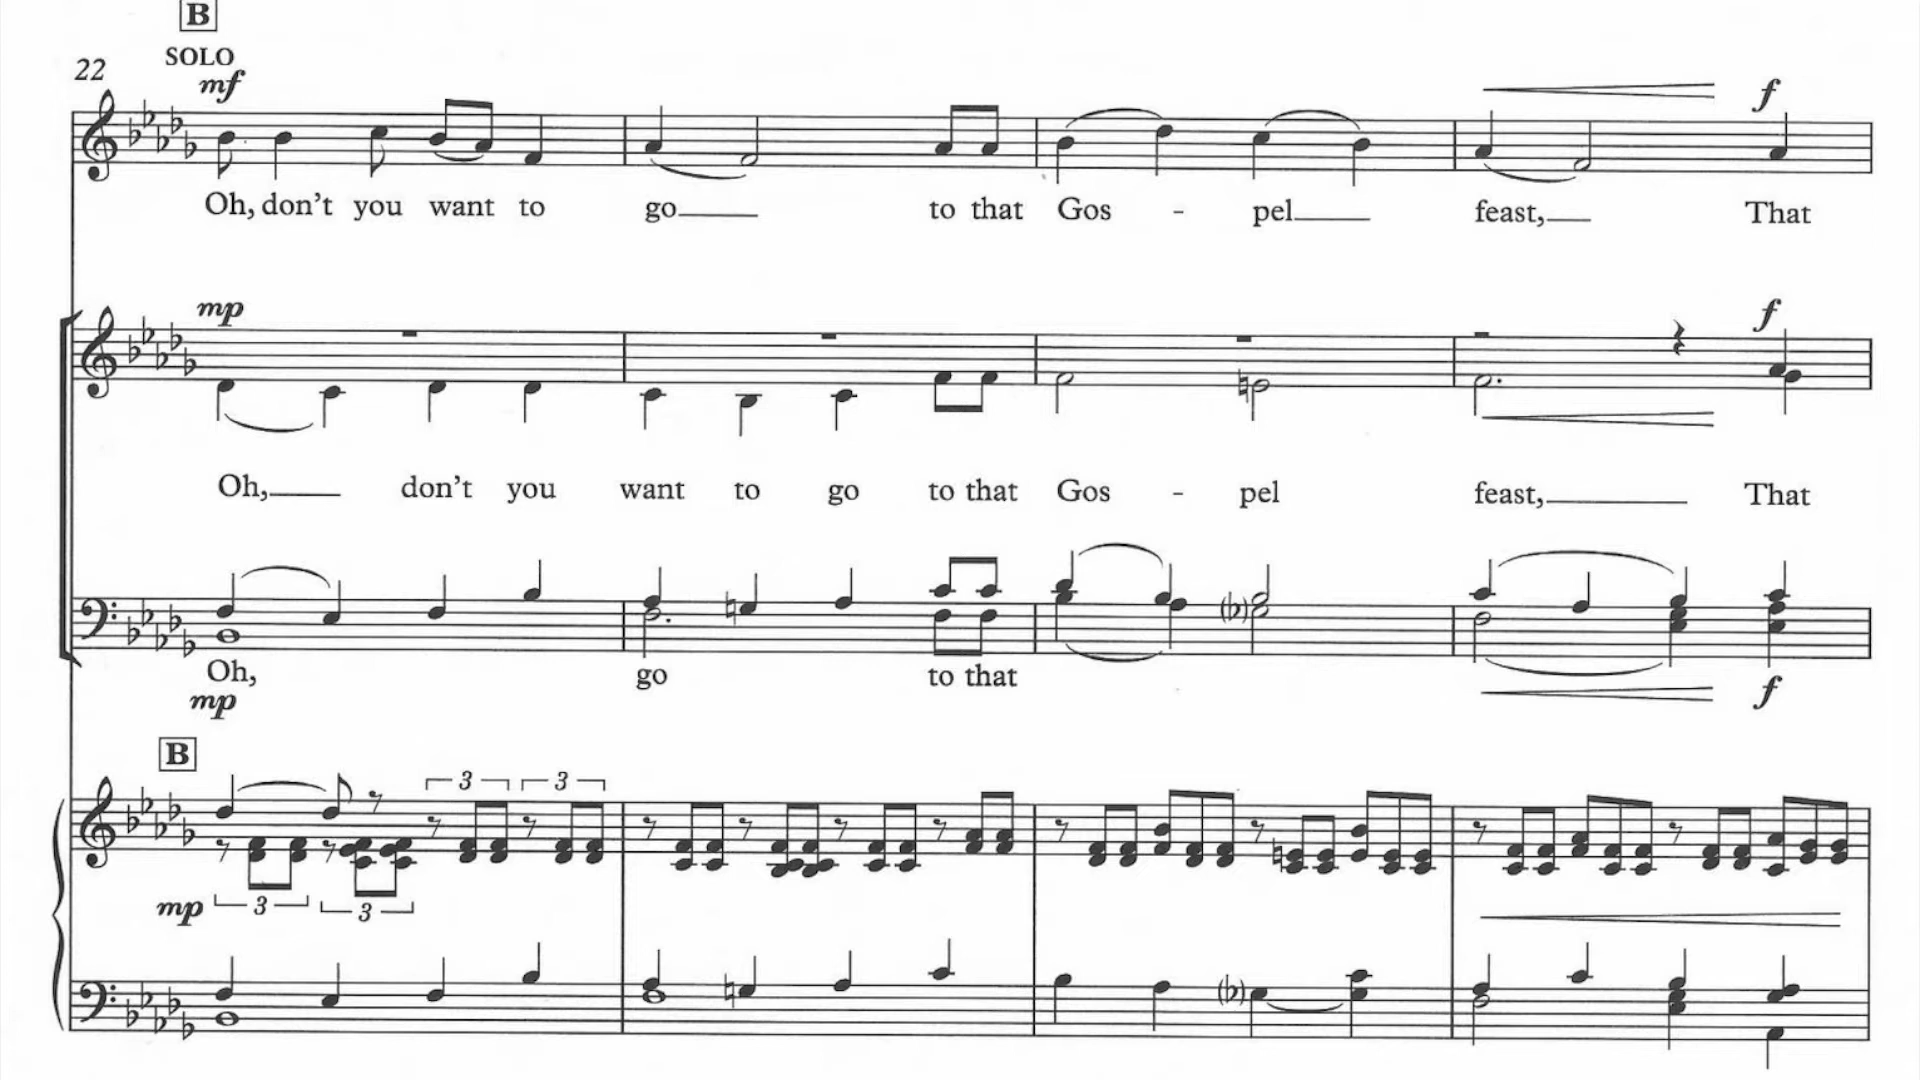 B
SOLO
22
mf
f
Oh, don't you want to go to that Gos - pel feast, That
mp
f
Oh, don't you want to go to that Gos - pel feast, That
Oh, go to that
mp
f
B
3 3
mp 3 3